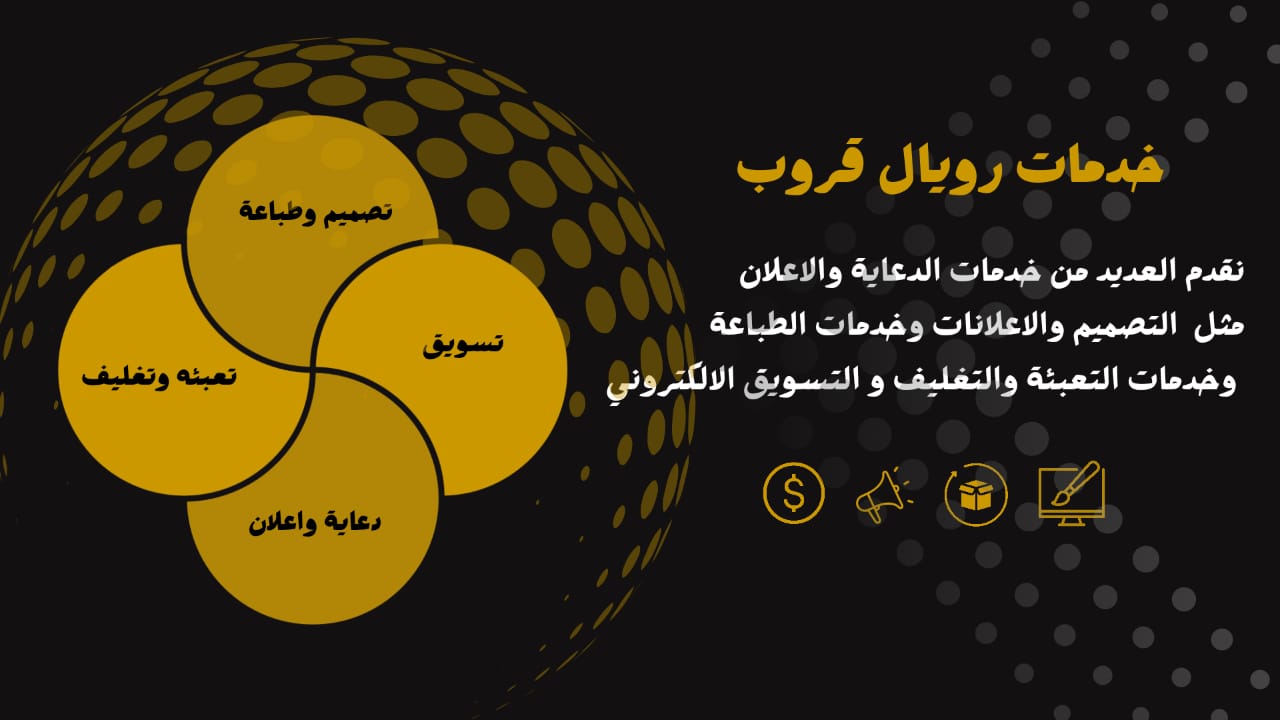 خدمات رويال قروب
نقدم العديد من خدمات الدعاية والاعلان
مثل التصميم والاعلانات وخدمات الطباعة
وخدمات التعبئة والتغليف و التسويق الالكتروني
تصميم وطباعة
تسويق
تعبئه وتغليف
دعاية واعلان